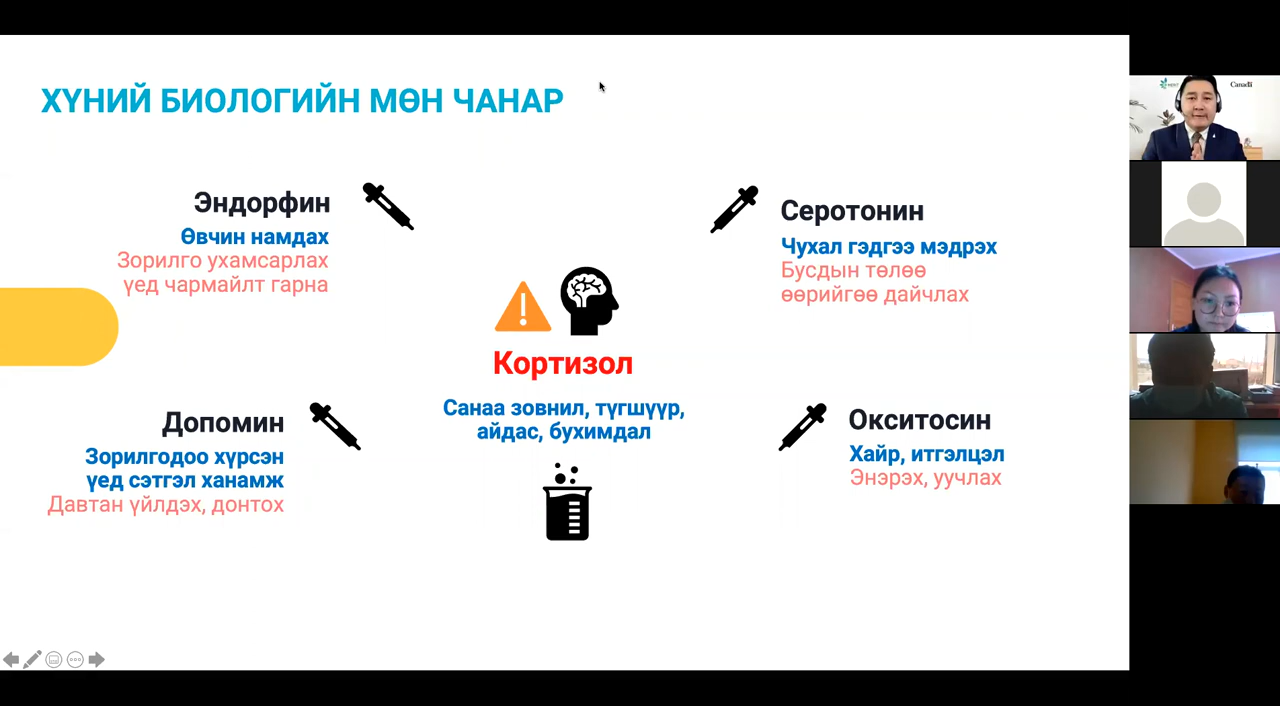 ХҮНИЙ БИОЛОГИЙН МӨН ЧАНАР
Эндорфин
Өвчин намдах
Зорилго ухамсарлах
үед чармайлт гарна
Серотонин
Чухал гэдгээ мэдрэх
Бусдын төлөө
өөрийгөө дайчлах
Кортизол
Санаа зовнил, түгшүүр,
айдас, бухимдал
Допомин
Зорилгодоо хүрсэн
үед сэтгэл ханамж
Давтан үйлдэх, донтох
Окситосин
Хайр, итгэлцэл
Энэрэх, уучлах
Canada